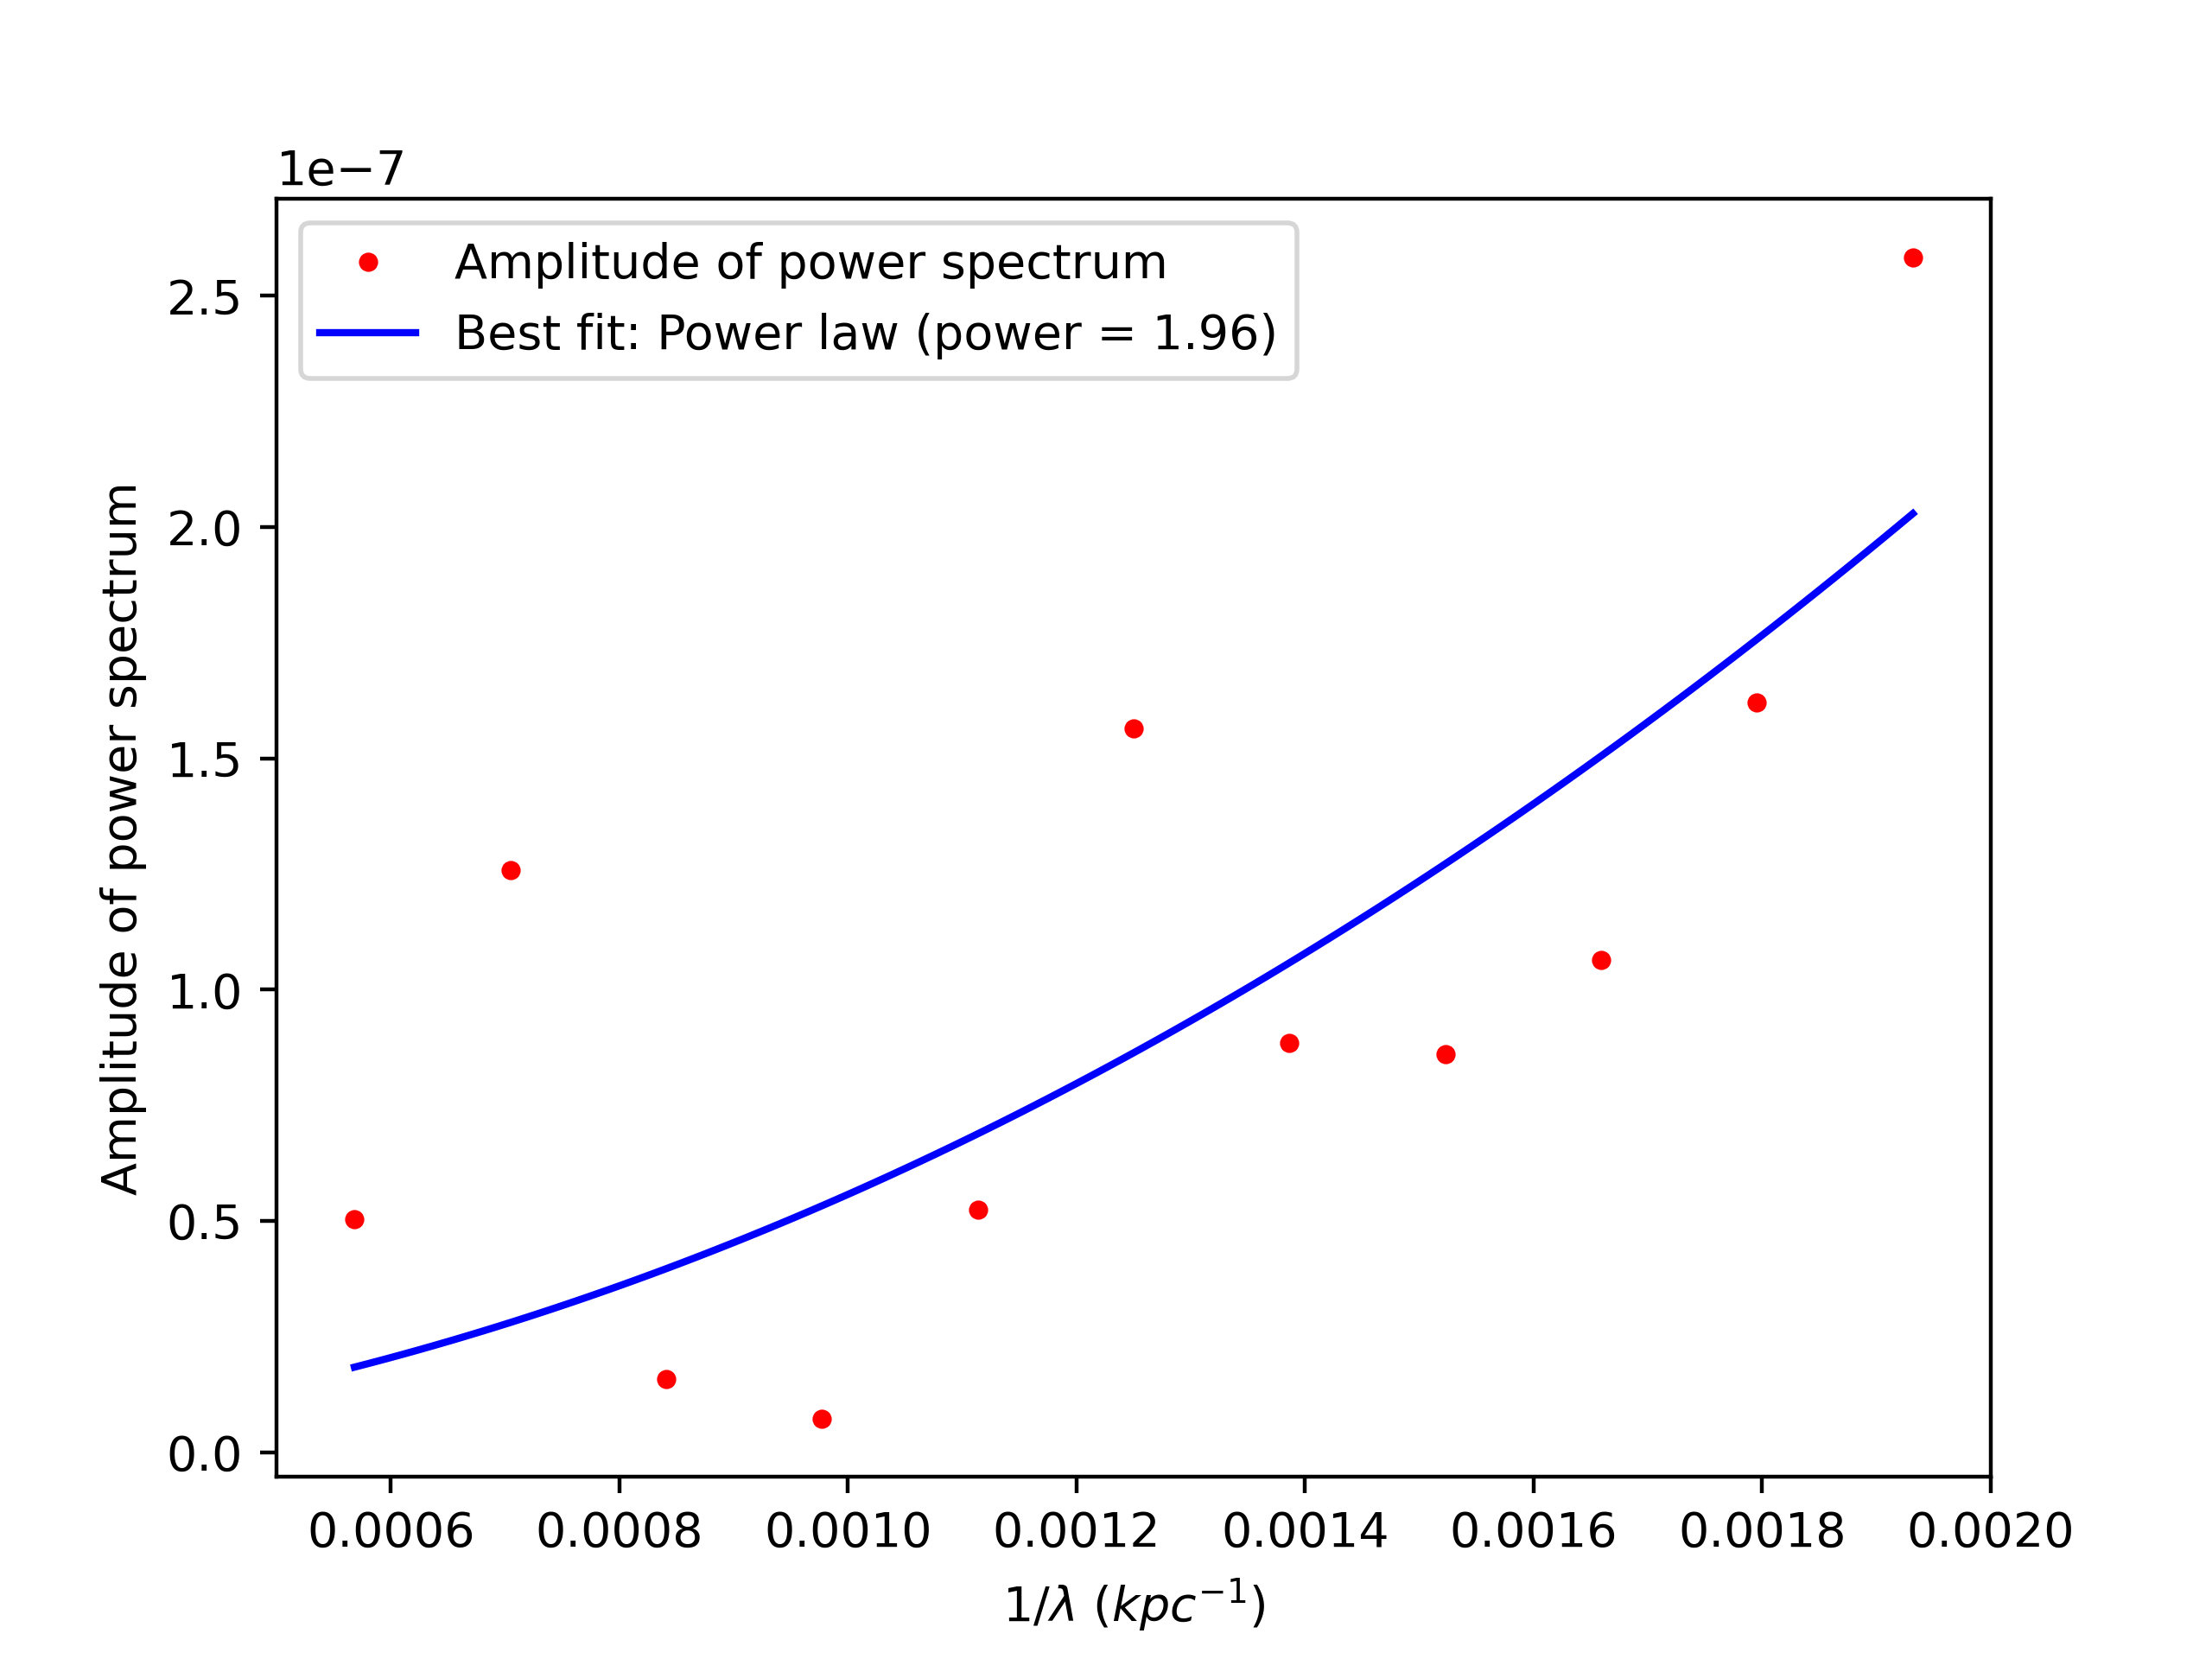 1e−7
Amplitude of power spectrum
Best fit: Power law (power = 1.96)
2.5
2.0
1.5
1.0
0.5
0.0
Amplitude of power spectrum
0.0006 0.0008 0.0010 0.0012 0.0014 0.0016 0.0018 0.0020
1/λ (kpc⁻¹)